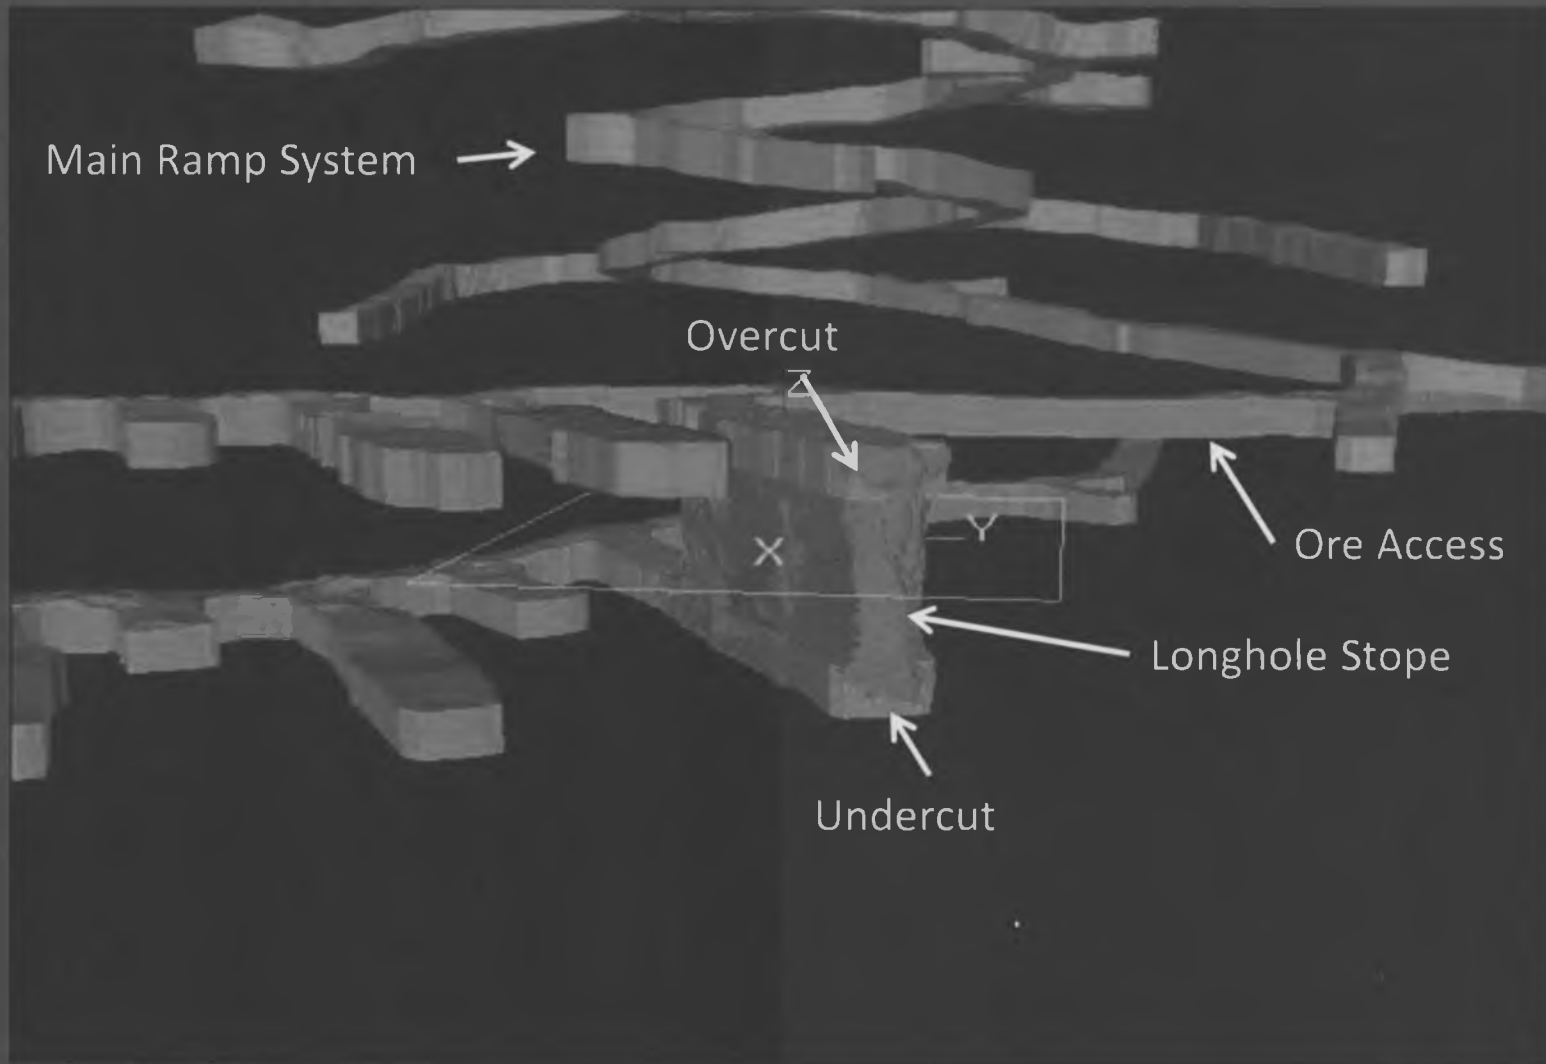 Main Ramp System
Overcut
Z
Y
X
Ore Access
Longhole Stope
Undercut